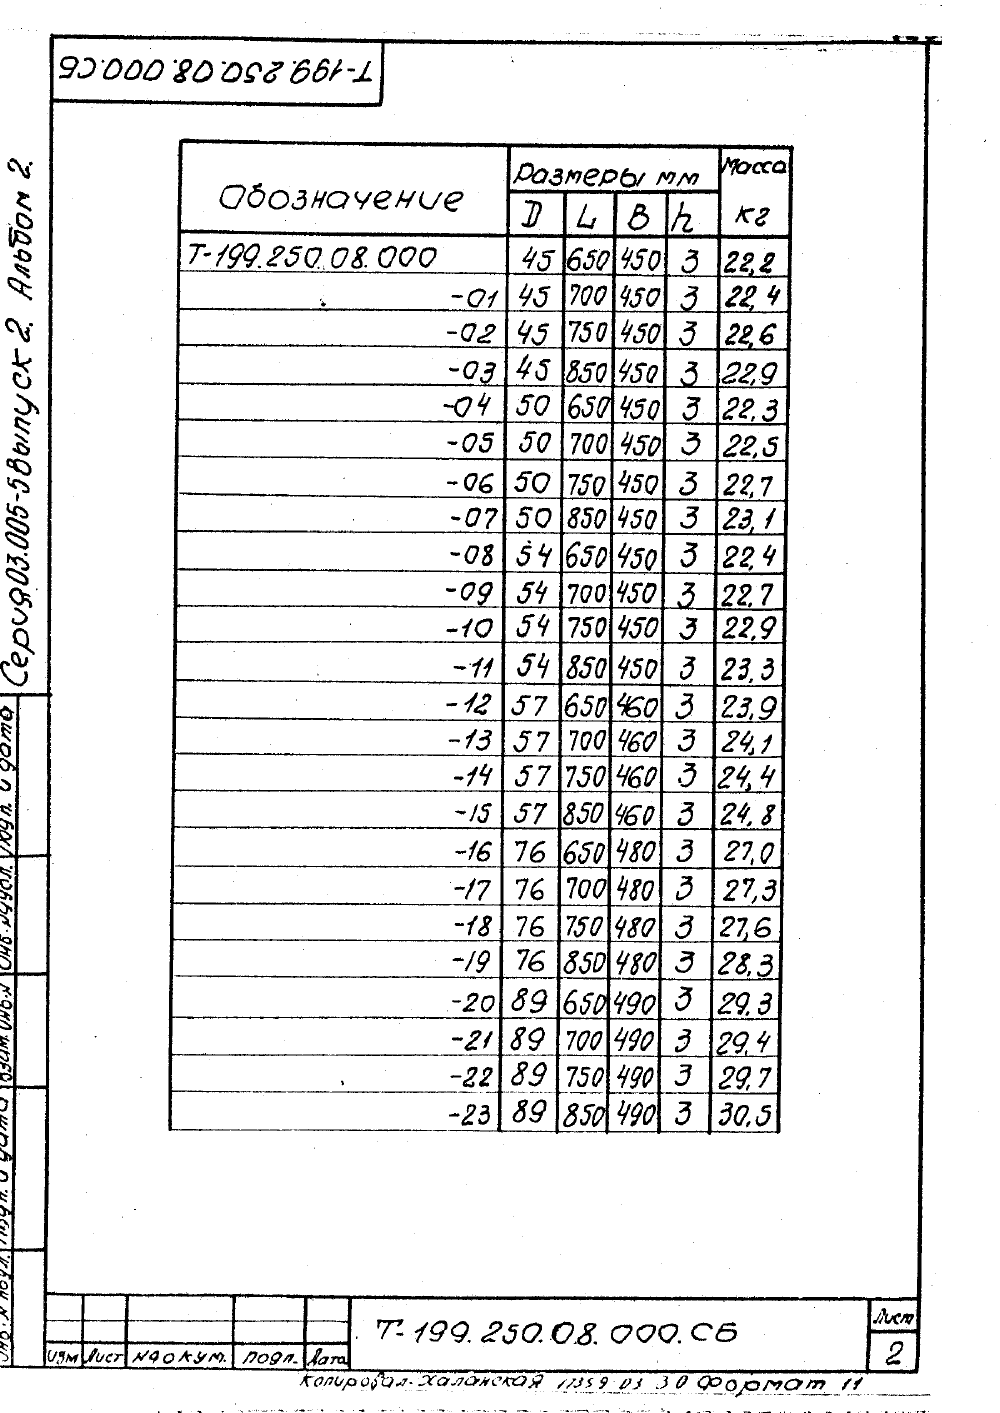 Т-199.250.08.000.СБ
Серия 03.005-5 Выпуск 2. Альбом 2.
Обозначение Размеры мм Масса кг
D L B h
Т-199.250.08.000 45 650 450 3 22,2
-01 45 700 450 3 22,4
-02 45 750 450 3 22,6
-03 45 850 450 3 22,9
-04 50 650 450 3 22,3
-05 50 700 450 3 22,5
-06 50 750 450 3 22,7
-07 50 850 450 3 23,1
-08 54 650 450 3 22,4
-09 54 700 450 3 22,7
-10 54 750 450 3 22,9
-11 54 850 450 3 23,3
-12 57 650 460 3 23,9
-13 57 700 460 3 24,1
-14 57 750 460 3 24,4
-15 57 850 460 3 24,8
-16 76 650 480 3 27,0
-17 76 700 480 3 27,3
-18 76 750 480 3 27,6
-19 76 850 480 3 28,3
-20 89 650 490 3 29,3
-21 89 700 490 3 29,4
-22 89 750 490 3 29,7
-23 89 850 490 3 30,5
Инв. N подл. Подп. и дата Взам. инв. N Инв. N дубл. Подп. и дата
Изм Лист N докум. Подп. Дата
Т-199.250.08.000.СБ
Лист
2
Копировал- Халанская 17359 03 30 Формат 11